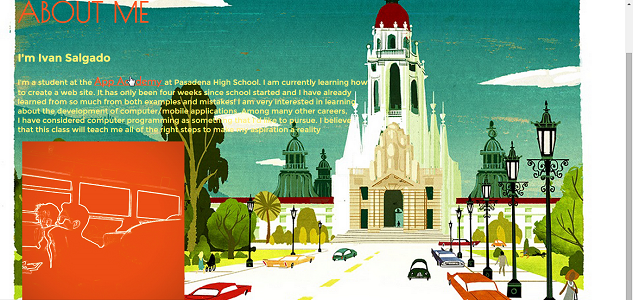 ABOUT ME
I'm Ivan Salgado
I'm a student at the App Academy at Pasadena High School. I am currently learning how
to create a web site. It has only been four weeks since school started and I have already
learned from so much from both examples and mistakes! I am very interested in learning
about the development of computer/mobile applications. Among many other careers,
I have considered computer programming as something I'd like to pursue. I believe
that this class will teach me all of the right steps to make my aspiration a reality